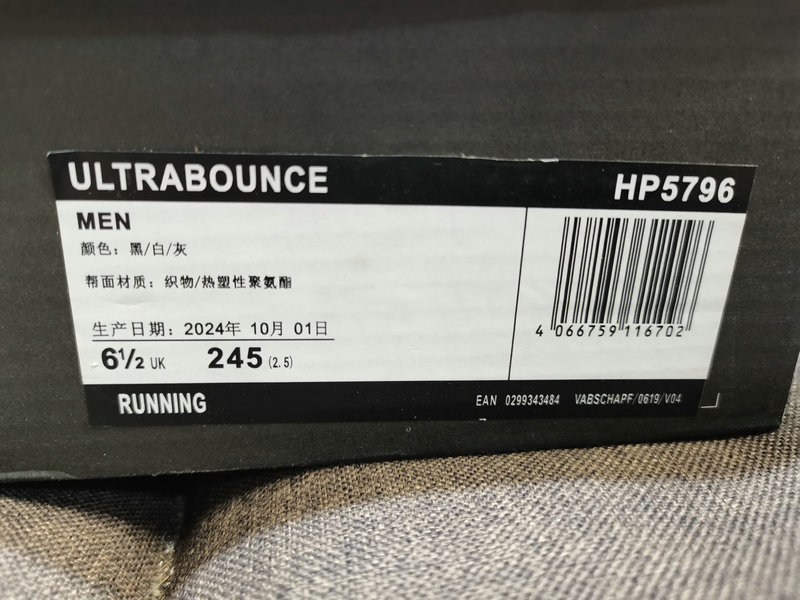 ULTRABOUNCE
HP5796
MEN
颜色：黑/白/灰
帮面材质：织物/热塑性聚氨酯
生产日期：2024年 10月 01日
6½ UK 245 (2.5)
4 066759 116702
RUNNING
EAN 0299343484 VABSCHAPF/0619/V04